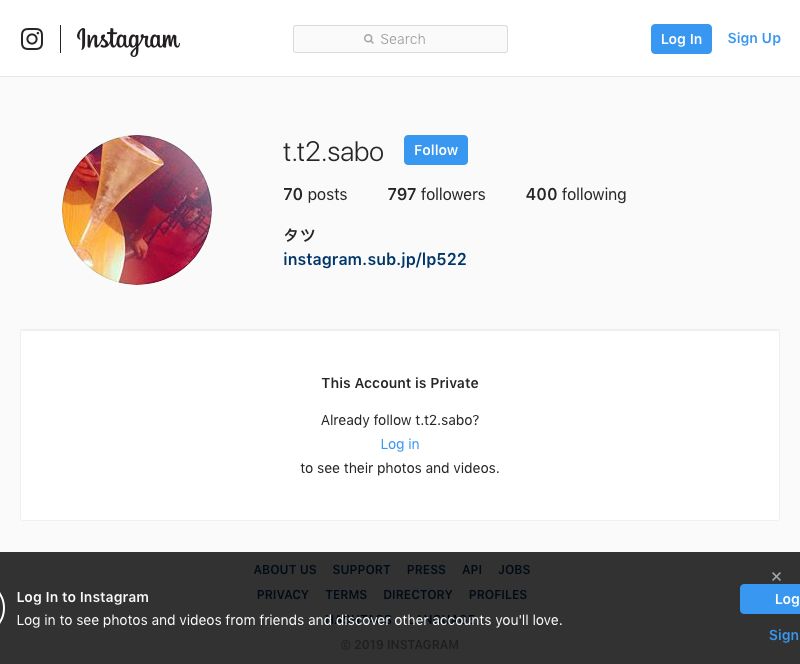 Instagram
Search
Log In
Sign Up
t.t2.sabo
Follow
70 posts
797 followers
400 following
タツ
instagram.sub.jp/lp522
This Account is Private
Already follow t.t2.sabo?
Log in
to see their photos and videos.
ABOUT US SUPPORT PRESS API JOBS
PRIVACY TERMS DIRECTORY PROFILES
© 2019 INSTAGRAM
Log In to Instagram
Log in to see photos and videos from friends and discover other accounts you'll love.
×
Log
Sign